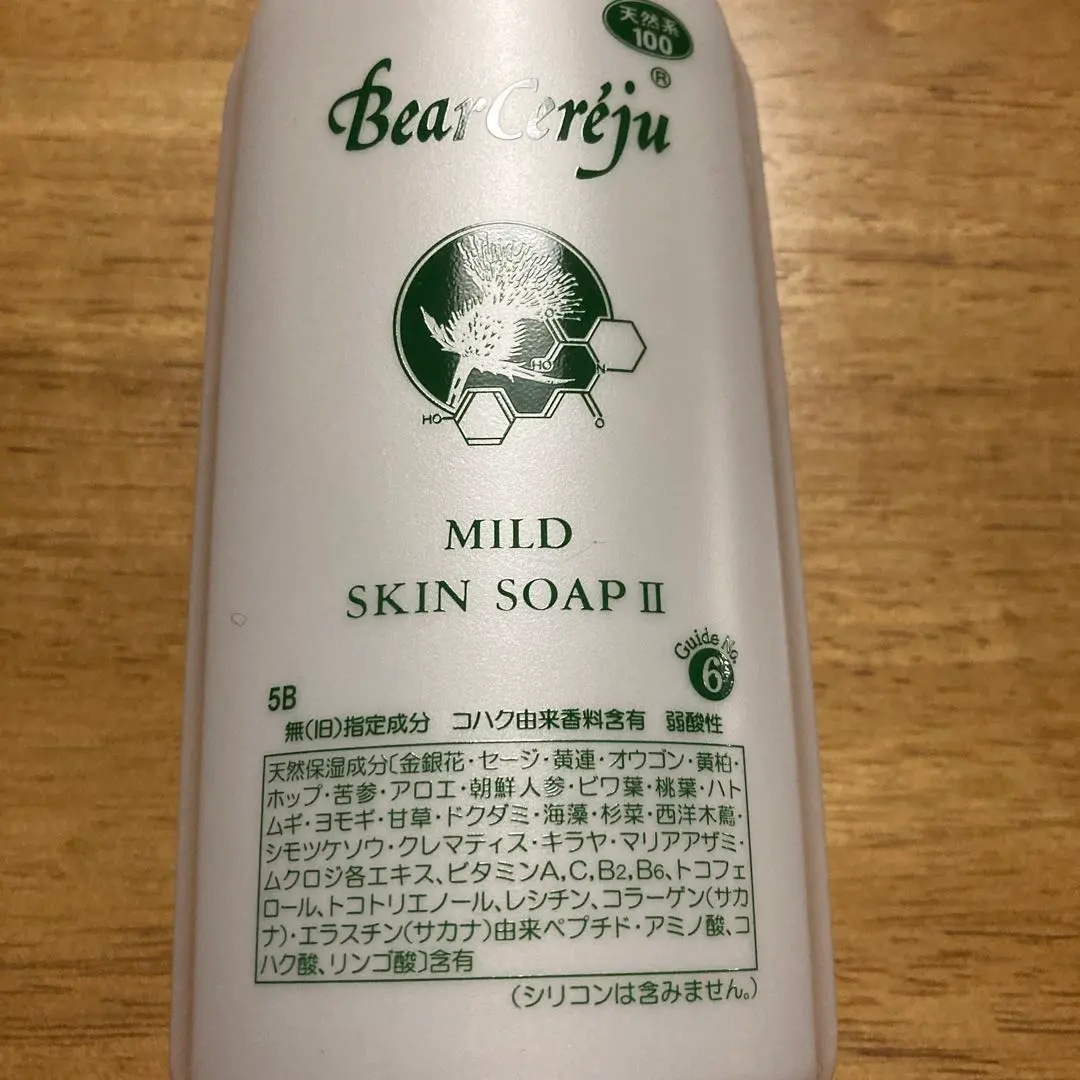 天然系
100
BearCeréju®
HO
N
HO
O
O
MILD
SKIN SOAP II
Guide No.
6
5B
無(旧)指定成分 コハク由来香料含有 弱酸性
天然保湿成分〔金銀花・セージ・黄連・オウゴン・黄柏・
ホップ・苦参・アロエ・朝鮮人参・ビワ葉・桃葉・ハト
ムギ・ヨモギ・甘草・ドクダミ・海藻・杉菜・西洋木蔦・
シモツケソウ・クレマティス・キラヤ・マリアアザミ・
ムクロジ各エキス、ビタミンA,C,B2,B6、トコフェ
ロール、トコトリエノール、レシチン、コラーゲン(サカ
ナ)・エラスチン(サカナ)由来ペプチド・アミノ酸、コ
ハク酸、リンゴ酸〕含有
(シリコンは含みません。)